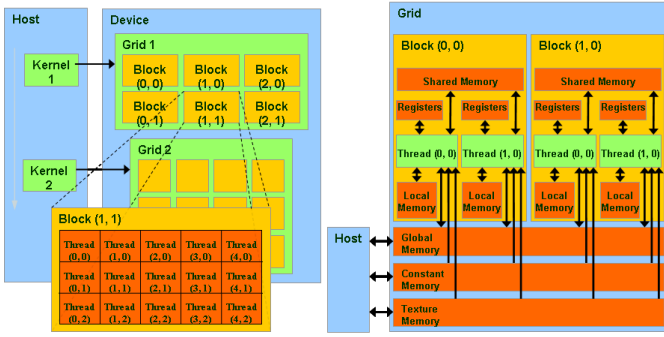 Host
Device
Grid 1
Kernel
1
Block
(0, 0)
Block
(1, 0)
Block
(2, 0)
Block
(0, 1)
Block
(1, 1)
Block
(2, 1)
Grid 2
Kernel
2
Block (1, 1)
Thread
(0, 0)
Thread
(1, 0)
Thread
(2, 0)
Thread
(3, 0)
Thread
(4, 0)
Thread
(0, 1)
Thread
(1, 1)
Thread
(2, 1)
Thread
(3, 1)
Thread
(4, 1)
Thread
(0, 2)
Thread
(1, 2)
Thread
(2, 2)
Thread
(3, 2)
Thread
(4, 2)
Grid
Block (0, 0)
Shared Memory
Registers
Registers
Thread (0, 0)
Thread (1, 0)
Local
Memory
Local
Memory
Block (1, 0)
Shared Memory
Registers
Registers
Thread (0, 0)
Thread (1, 0)
Local
Memory
Local
Memory
Host
Global
Memory
Constant
Memory
Texture
Memory